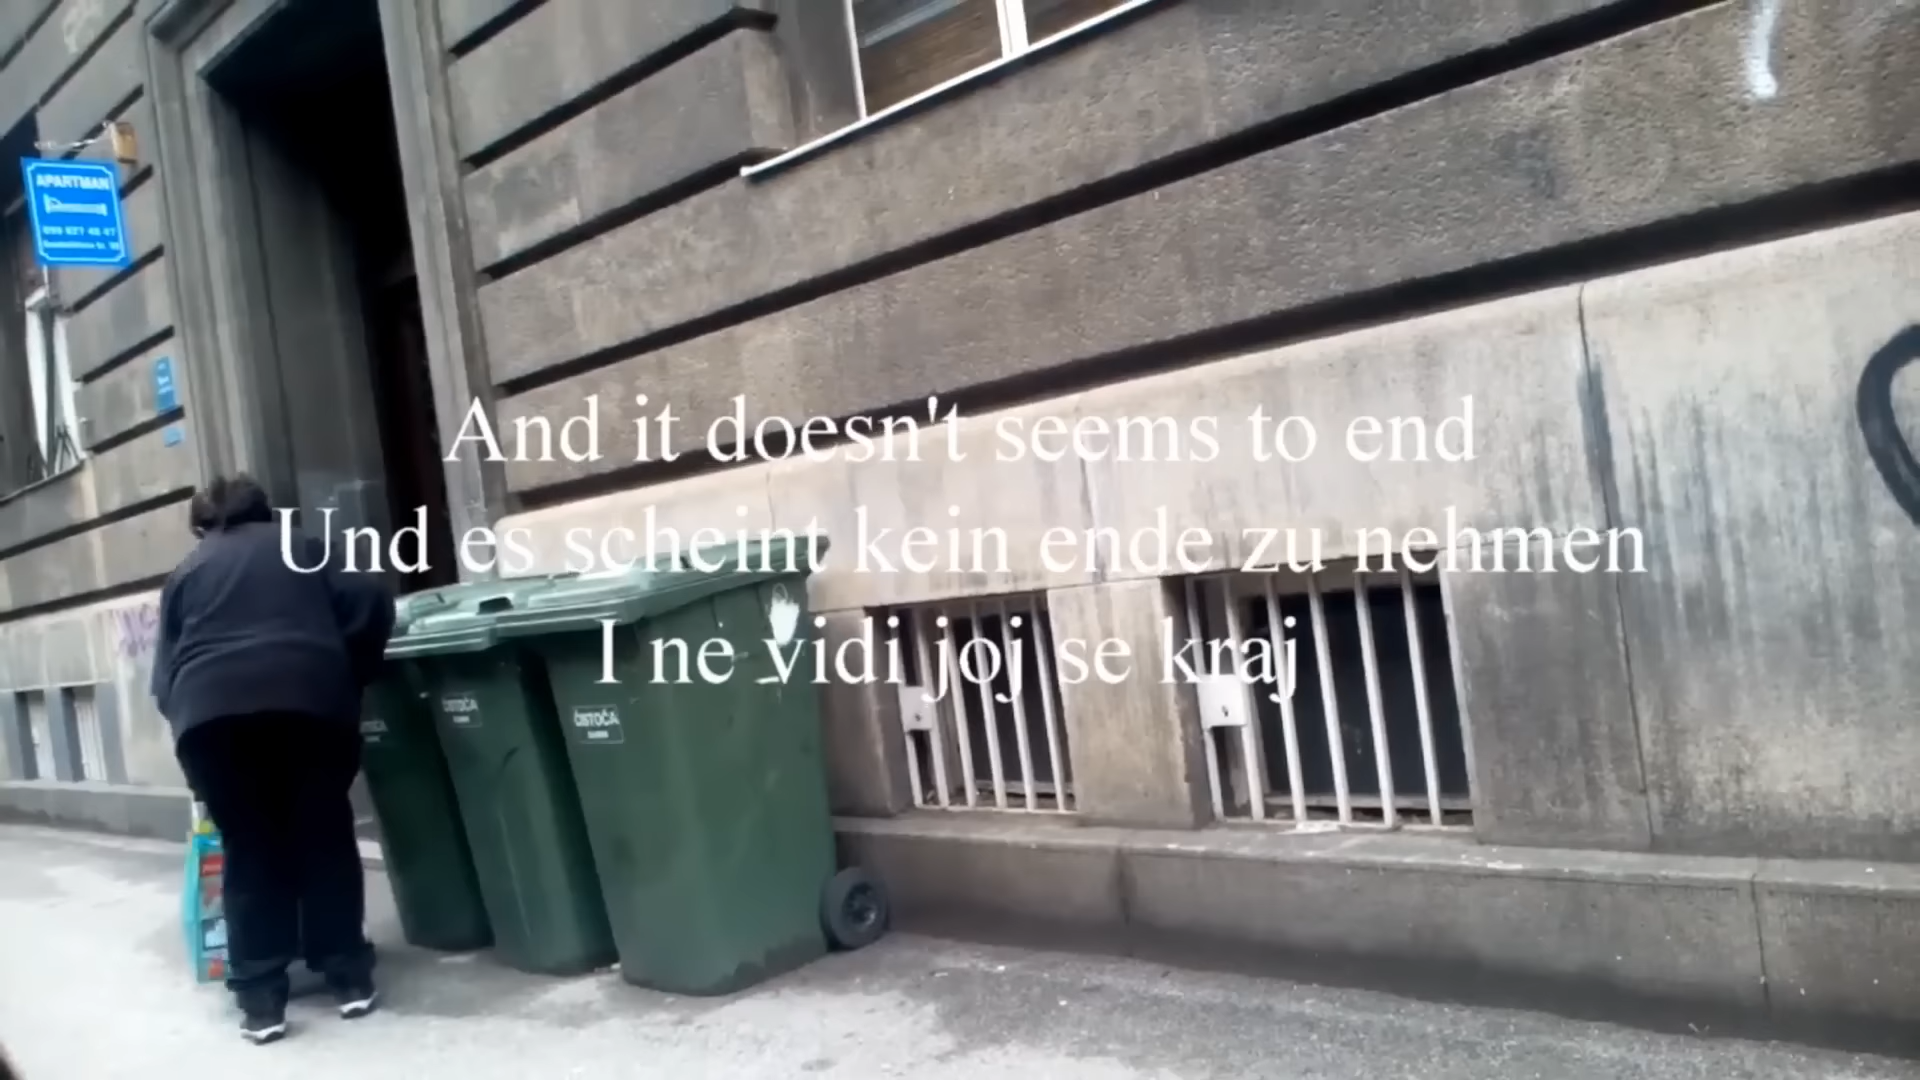 APARTMAN
And it doesn't seems to end
Und es scheint kein ende zu nehmen
I ne vidi joj se kraj
ČISTOĆA
ČISTOĆA